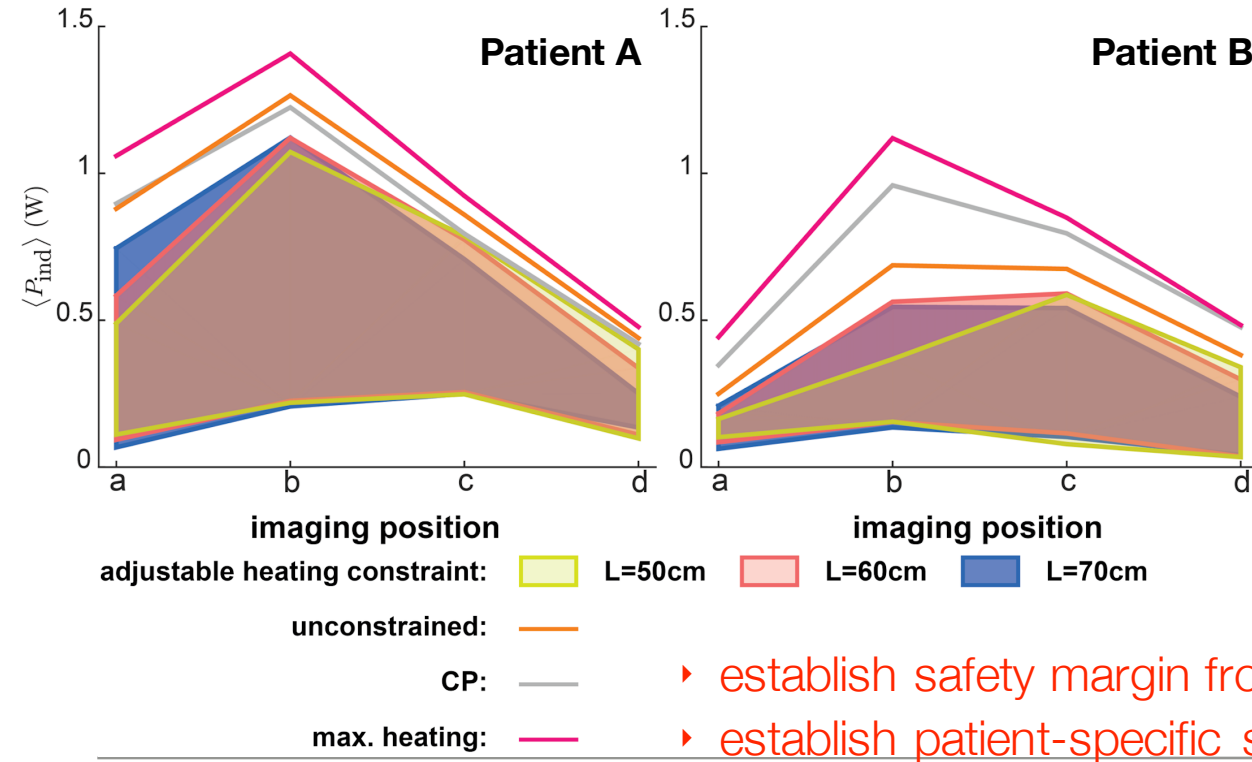 1.5
Patient A
1
0.5
0
⟨P_ind⟩ (W)
a b c d
imaging position
1.5
Patient B
1
0.5
0
a b c d
imaging position
adjustable heating constraint: L=50cm L=60cm L=70cm
unconstrained:
CP:
max. heating:
‣ establish safety margin
‣ establish patient-specific